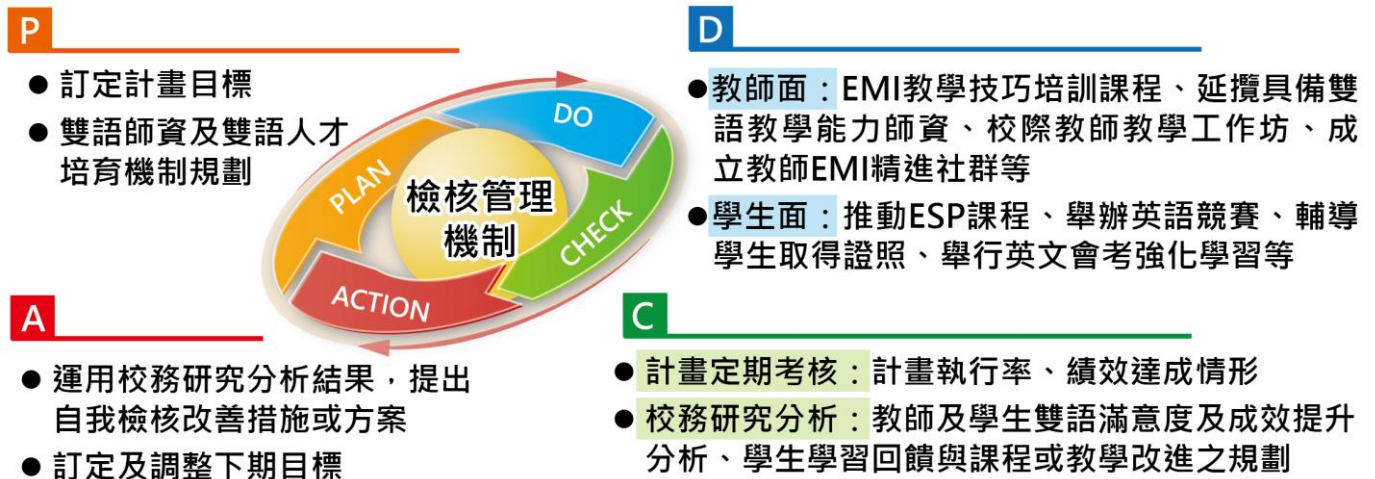 P
● 訂定計畫目標
● 雙語師資及雙語人才
培育機制規劃
PLAN
DO
CHECK
ACTION
檢核管理
機制
D
●教師面：EMI教學技巧培訓課程、延攬具備雙
語教學能力師資、校際教師教學工作坊、成
立教師EMI精進社群等
●學生面：推動ESP課程、舉辦英語競賽、輔導
學生取得證照、舉行英文會考強化學習等
A
● 運用校務研究分析結果，提出
自我檢核改善措施或方案
● 訂定及調整下期目標
C
● 計畫定期考核：計畫執行率、績效達成情形
● 校務研究分析：教師及學生雙語滿意度及成效提升
分析、學生學習回饋與課程或教學改進之規劃